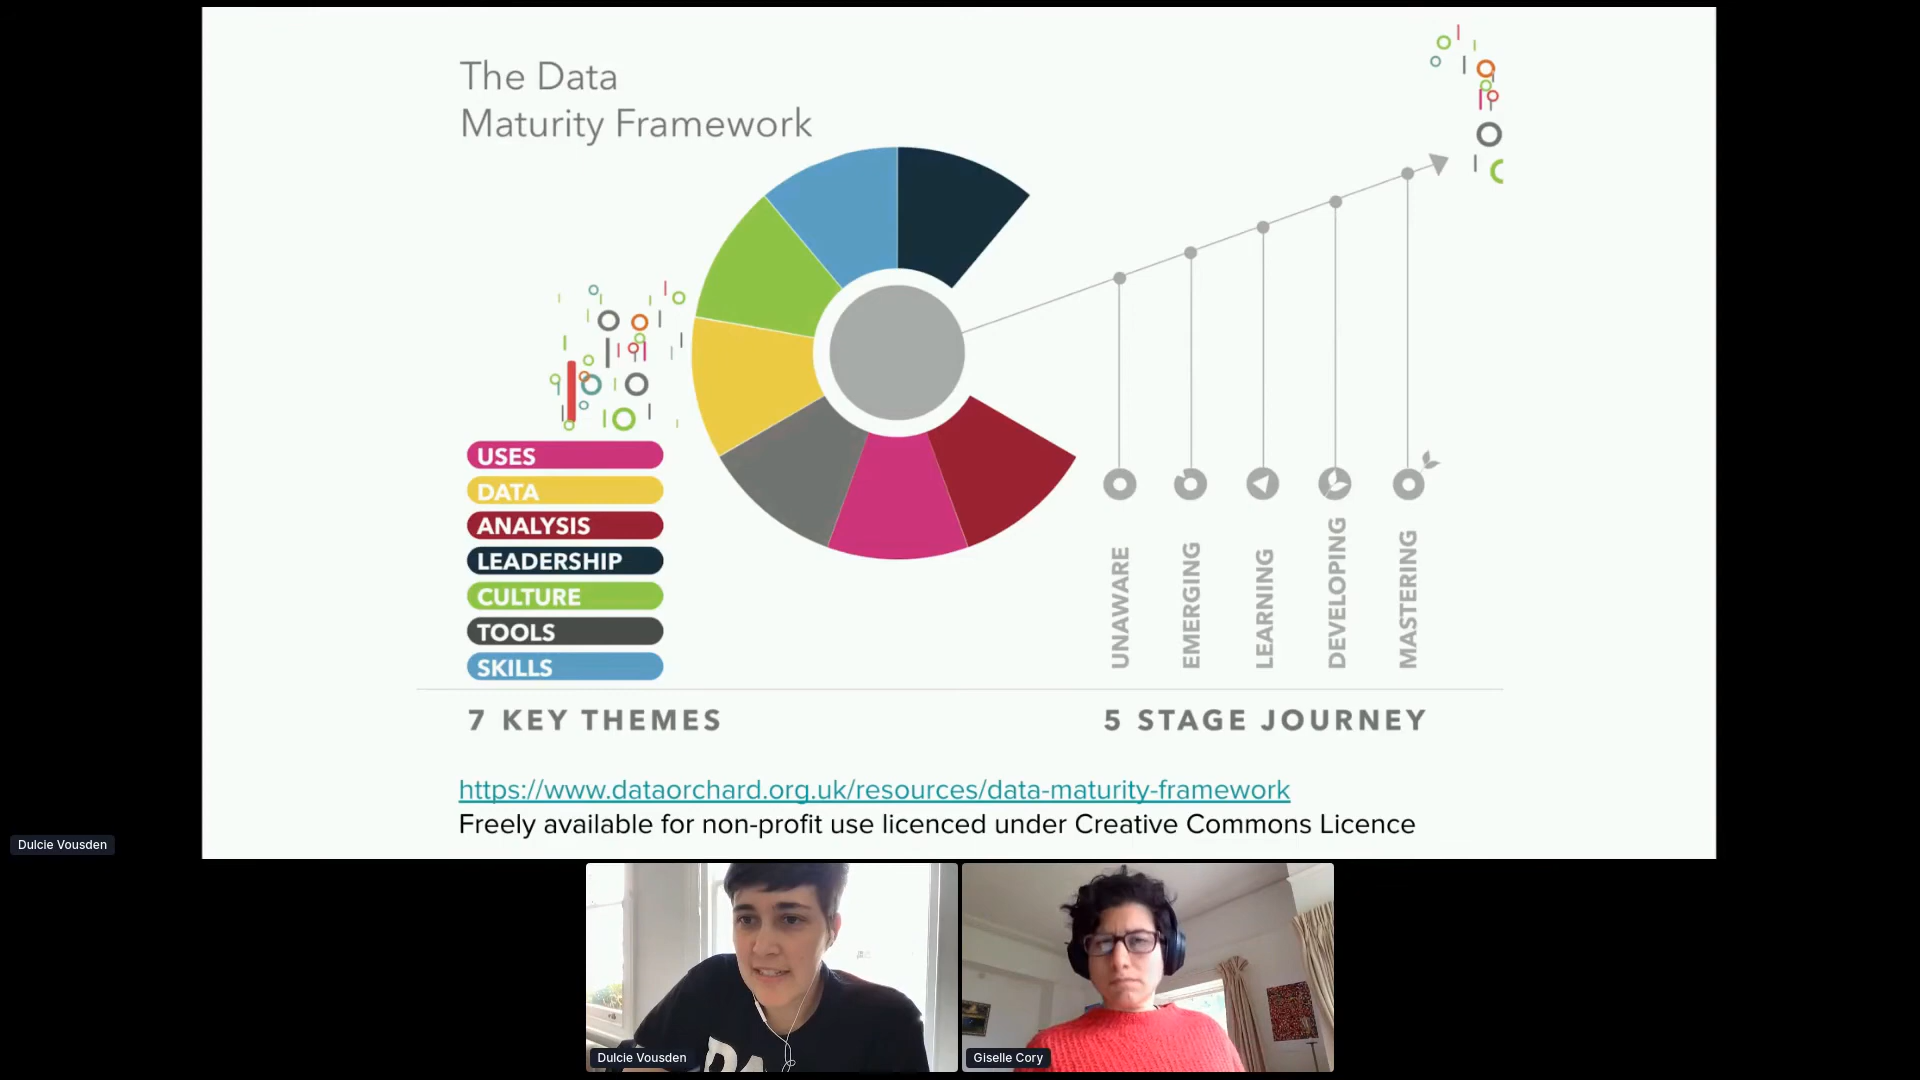 The Data
Maturity Framework
USES
DATA
ANALYSIS
LEADERSHIP
CULTURE
TOOLS
SKILLS
UNAWARE
EMERGING
LEARNING
DEVELOPING
MASTERING
7 KEY THEMES
5 STAGE JOURNEY
https://www.dataorchard.org.uk/resources/data-maturity-framework
Freely available for non-profit use licenced under Creative Commons Licence
Dulcie Vousden
Dulcie Vousden
Giselle Cory